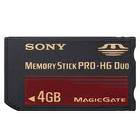 SONY
MEMORY STICK PRO-HG DUO
4GB
MAGICGATE